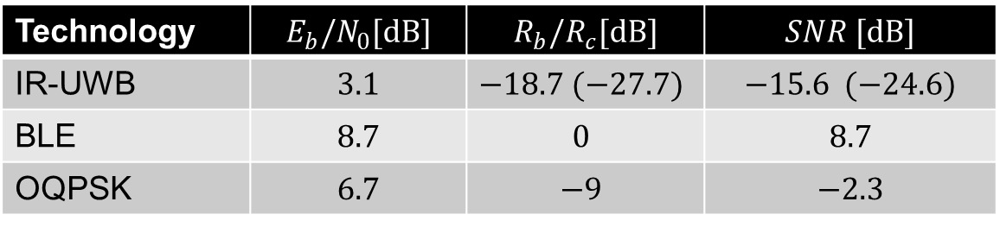 Technology E_b/N_0[dB] R_b/R_c[dB] SNR [dB]
IR-UWB 3.1 −18.7 (−27.7) −15.6 (−24.6)
BLE 8.7 0 8.7
OQPSK 6.7 −9 −2.3